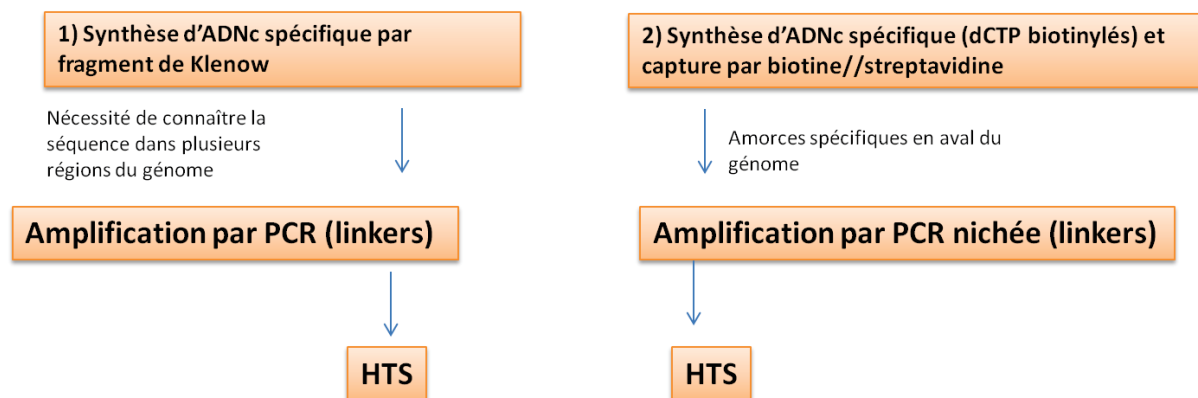 1) Synthèse d'ADNc spécifique par
fragment de Klenow
Nécessité de connaître la
séquence dans plusieurs
régions du génome
Amplification par PCR (linkers)
HTS
2) Synthèse d'ADNc spécifique (dCTP biotinylés) et
capture par biotine//streptavidine
Amorces spécifiques en aval du
génome
Amplification par PCR nichée (linkers)
HTS